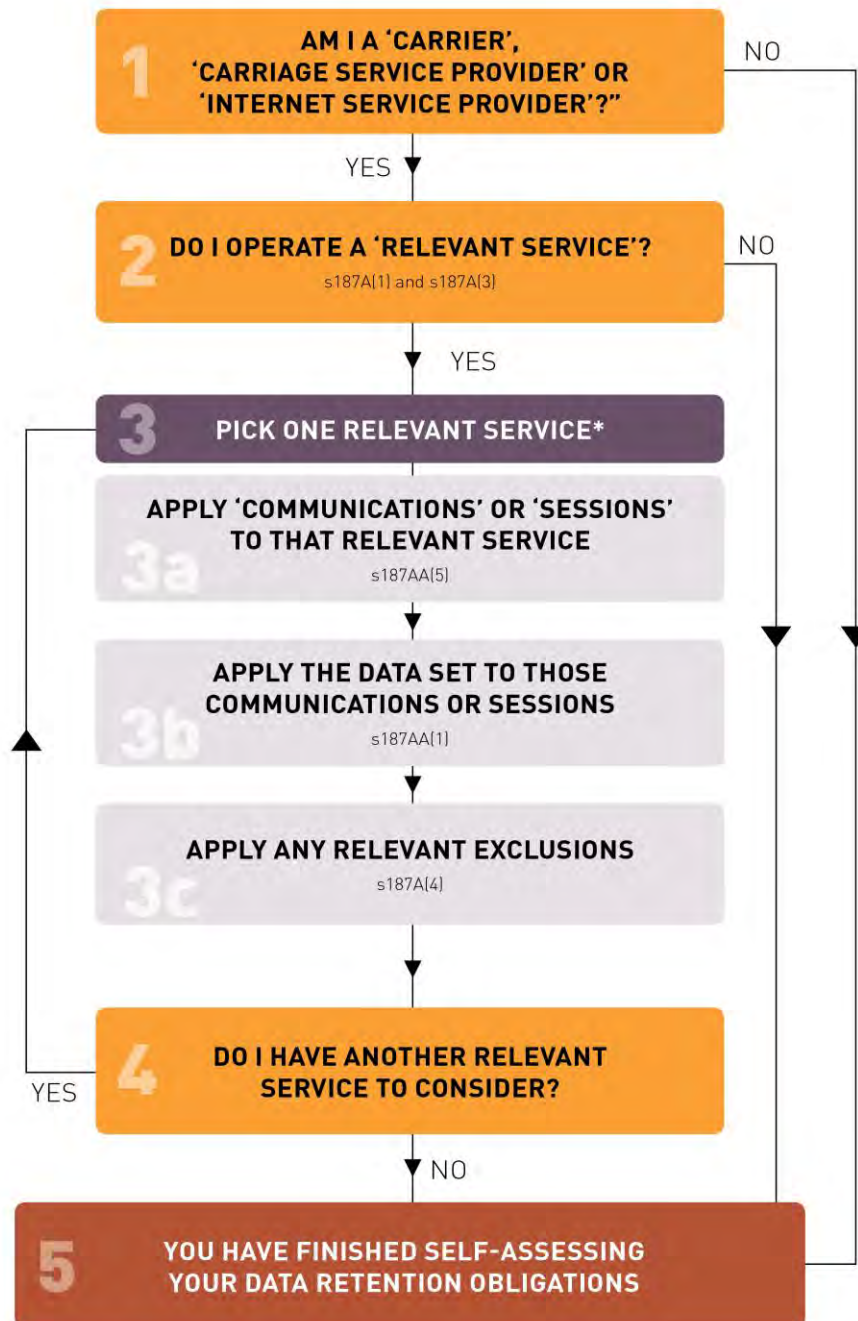 1
AM I A ‘CARRIER’,
‘CARRIAGE SERVICE PROVIDER’ OR
‘INTERNET SERVICE PROVIDER’?”
NO
YES
2
DO I OPERATE A ‘RELEVANT SERVICE’?
s187A(1) and s187A(3)
NO
YES
3
PICK ONE RELEVANT SERVICE*
3a
APPLY ‘COMMUNICATIONS’ OR ‘SESSIONS’
TO THAT RELEVANT SERVICE
s187AA(5)
3b
APPLY THE DATA SET TO THOSE
COMMUNICATIONS OR SESSIONS
s187AA(1)
3c
APPLY ANY RELEVANT EXCLUSIONS
s187A(4)
4
DO I HAVE ANOTHER RELEVANT
SERVICE TO CONSIDER?
YES
NO
5
YOU HAVE FINISHED SELF-ASSESSING
YOUR DATA RETENTION OBLIGATIONS